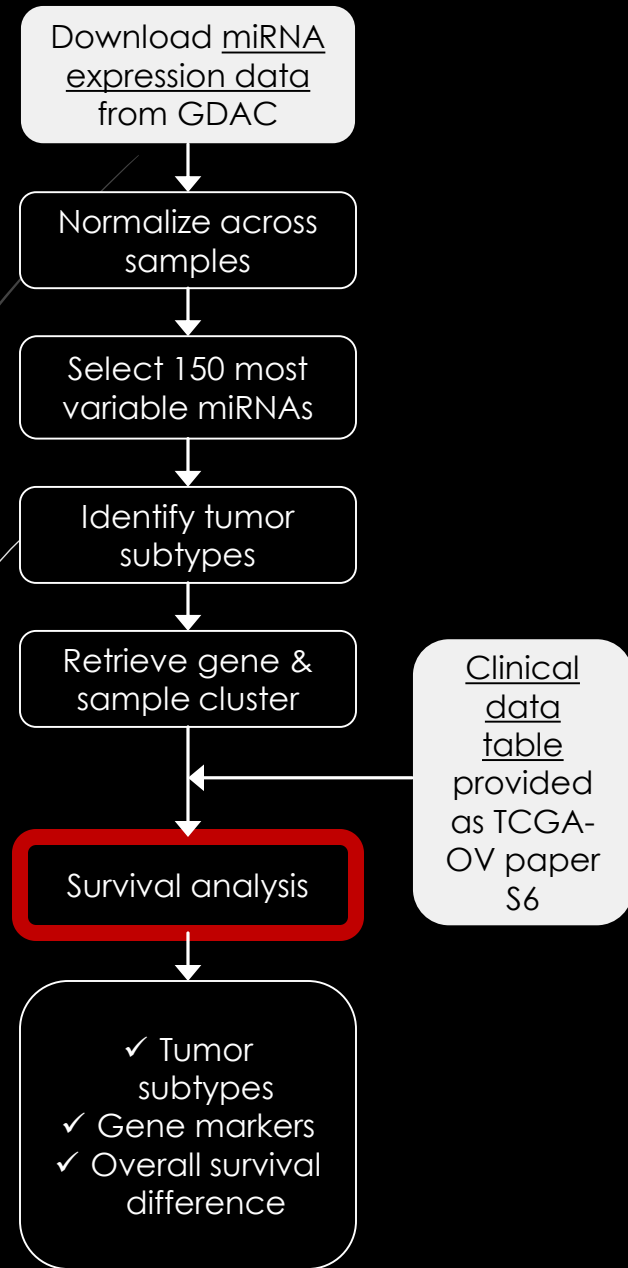 Download miRNA
expression data
from GDAC
Normalize across
samples
Select 150 most
variable miRNAs
Identify tumor
subtypes
Retrieve gene &
sample cluster
Clinical
data
table
provided
as TCGA-
OV paper
S6
Survival analysis
✓ Tumor
subtypes
✓ Gene markers
✓ Overall survival
difference